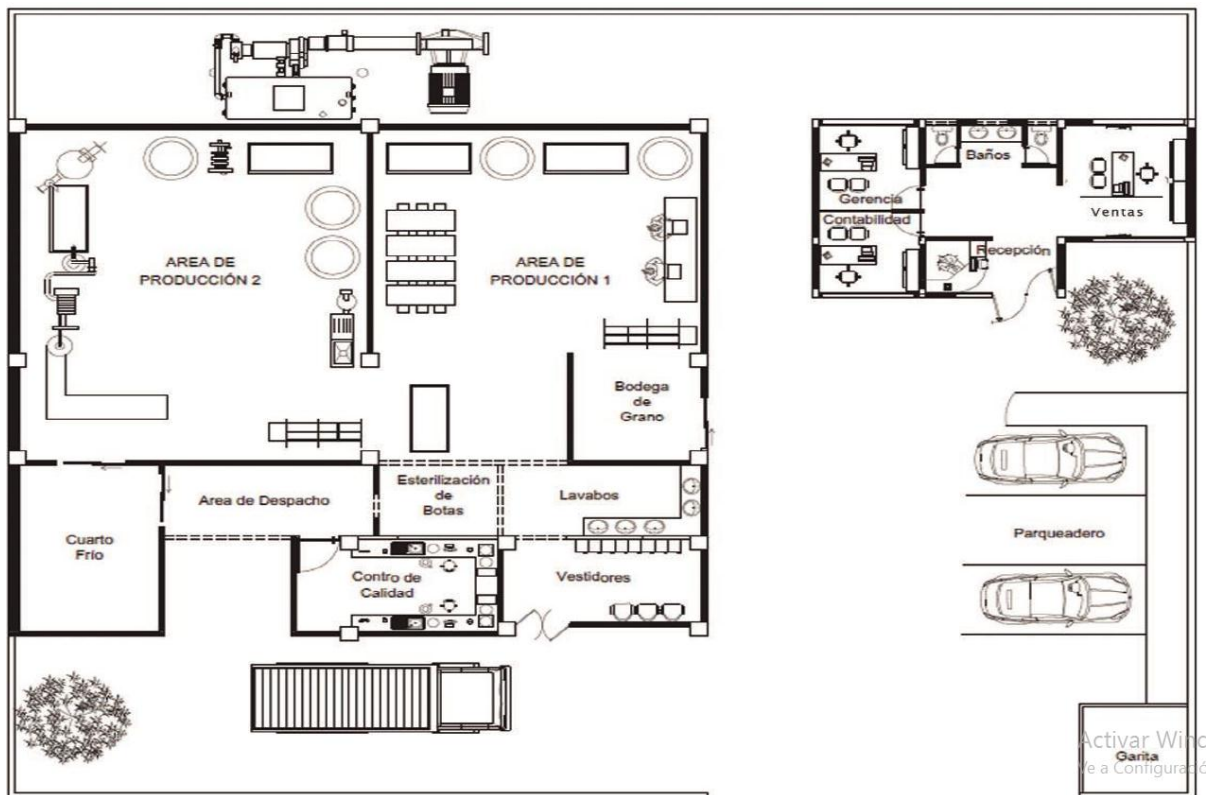 Baños
Gerencia
Contabilidad
Ventas
Recepción
AREA DE
PRODUCCIÓN 2
AREA DE
PRODUCCIÓN 1
Bodega
de
Grano
Area de Despacho
Esterilización
de
Botas
Lavabos
Cuarto
Frío
Contro de
Calidad
Vestidores
Parqueadero
Garita
Activar Winc
Ve a Configuració